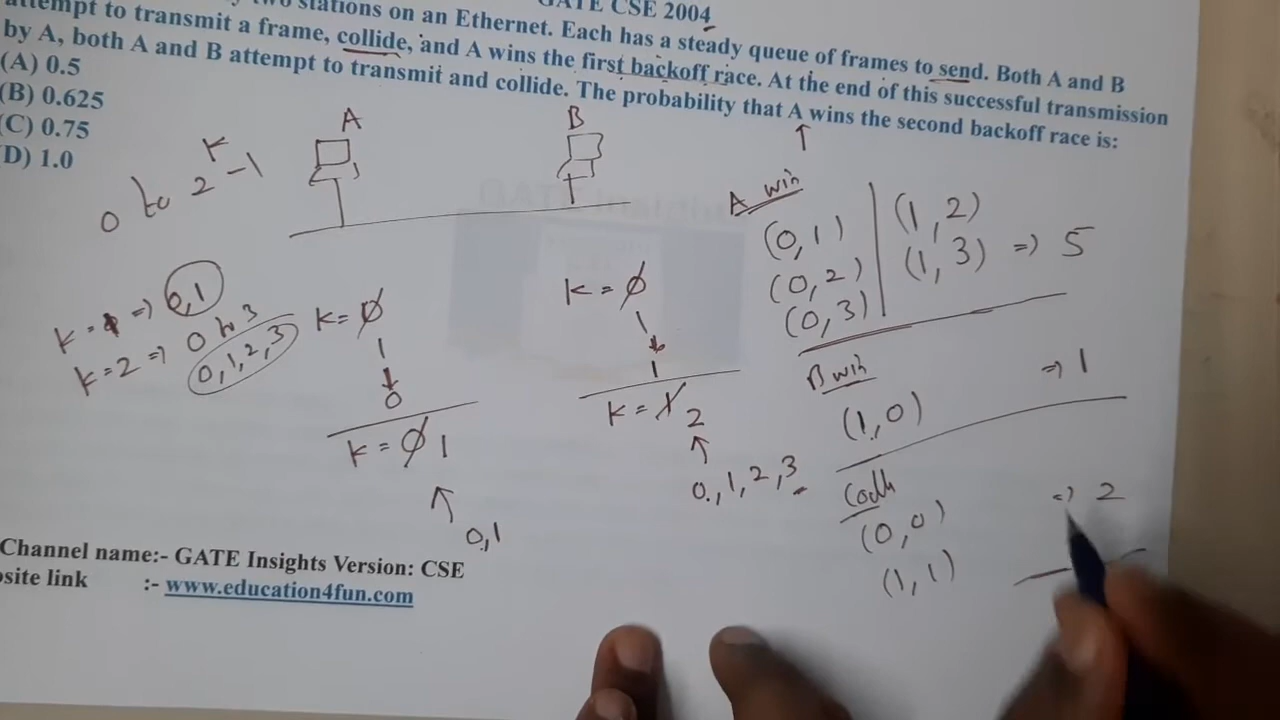 GATE CSE 2004
attempt to transmit a frame, collide, and A wins the first backoff race. At the end of this successful transmission
two stations on an Ethernet. Each has a steady queue of frames to send. Both A and B
by A, both A and B attempt to transmit and collide. The probability that A wins the second backoff race is:
(A) 0.5
(B) 0.625
(C) 0.75
(D) 1.0
0 to 2^K -1
A
B
k=1 => 0,1
k=2 => 0 to 3
0,1,2,3
k=0
1
0
k=0 1
0,1
k=0
1
1
k=1 2
0,1,2,3
A win
(0,1)
(0,2)
(0,3)
(1,2)
(1,3) => 5
B win
(1,0) => 1
(0,0) => 2
(1,1)
Channel name:- GATE Insights Version: CSE
site link :- www.education4fun.com